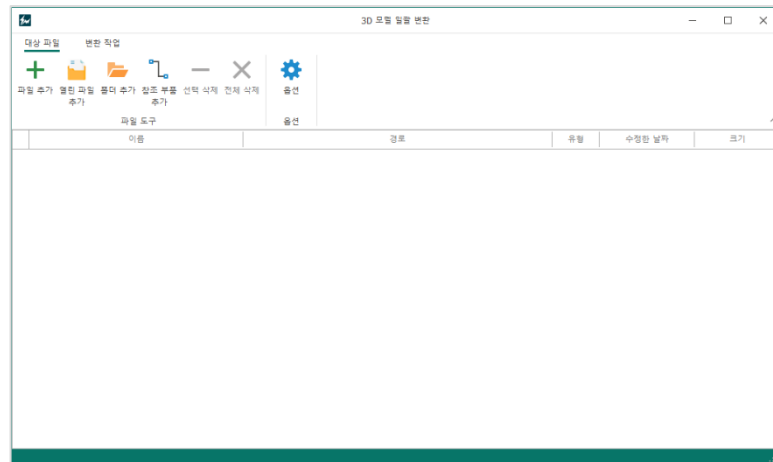 3D 모델 일괄 변환
대상 파일 변환 작업
파일 추가 열린 파일 추가 폴더 추가 참조 부품 추가 선택 삭제 전체 삭제 옵션
파일 도구 옵션
이름 경로 유형 수정한 날짜 크기